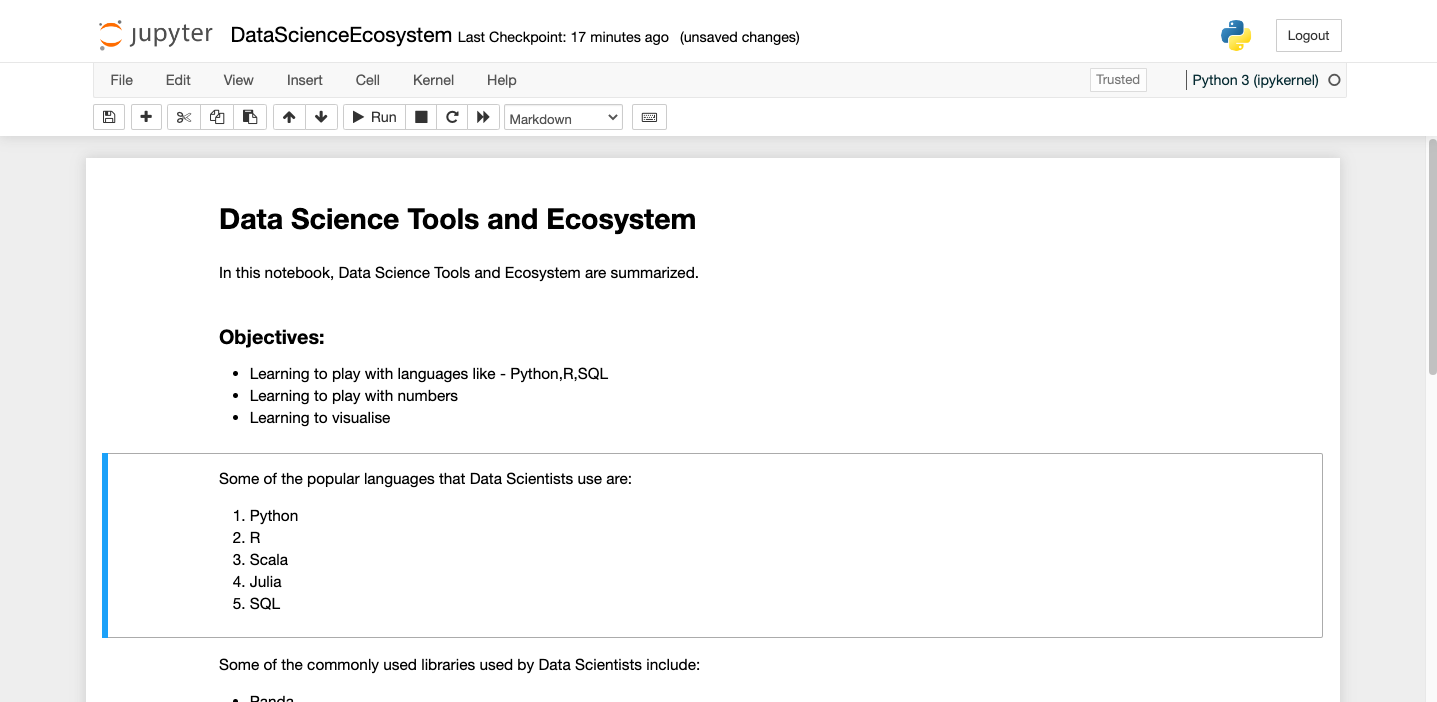 jupyter DataScienceEcosystem Last Checkpoint: 17 minutes ago (unsaved changes) Logout
File Edit View Insert Cell Kernel Help Trusted Python 3 (ipykernel)
Run Markdown
Data Science Tools and Ecosystem
In this notebook, Data Science Tools and Ecosystem are summarized.
Objectives:
• Learning to play with languages like - Python,R,SQL
• Learning to play with numbers
• Learning to visualise
Some of the popular languages that Data Scientists use are:
1. Python
2. R
3. Scala
4. Julia
5. SQL
Some of the commonly used libraries used by Data Scientists include:
• Panda